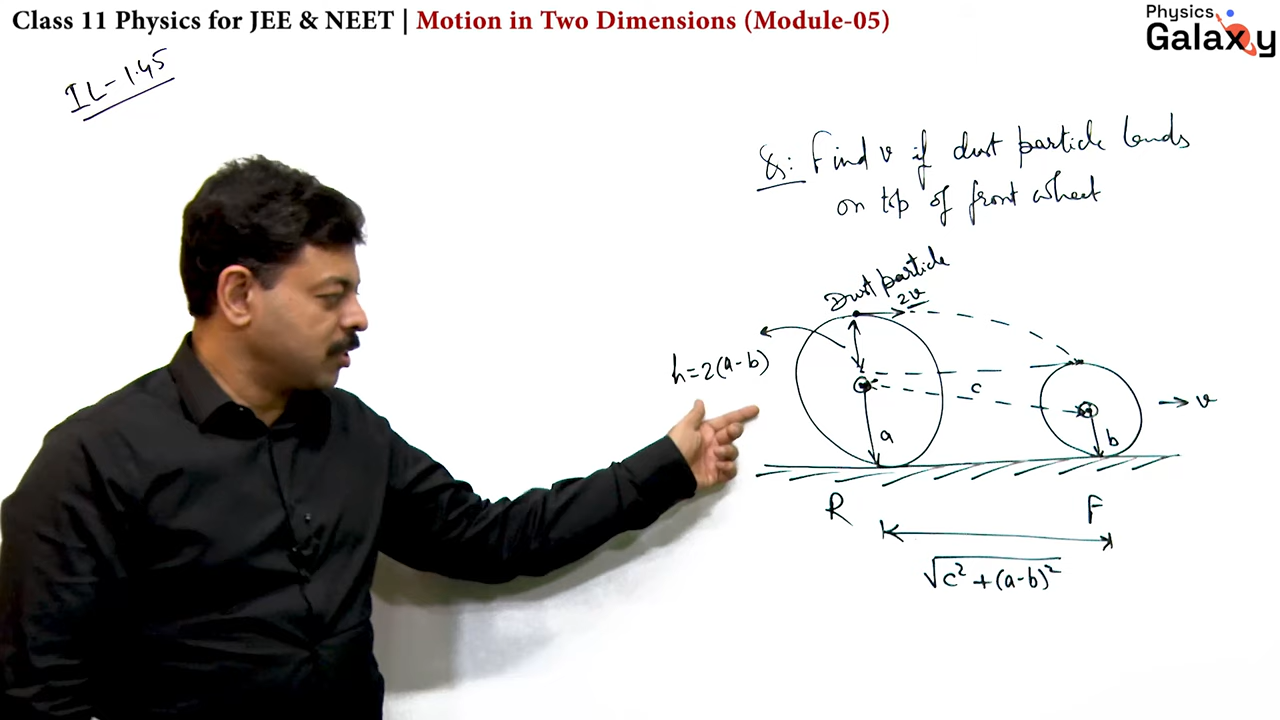 Class 11 Physics for JEE & NEET | Motion in Two Dimensions (Module-05)
Physics
Galaxy
IL-1.45
Q: Find v if dust particle lands
on top of front wheel
Dust particle
2v
h=2(a-b)
c
v
a
b
R
F
√c²+(a-b)²